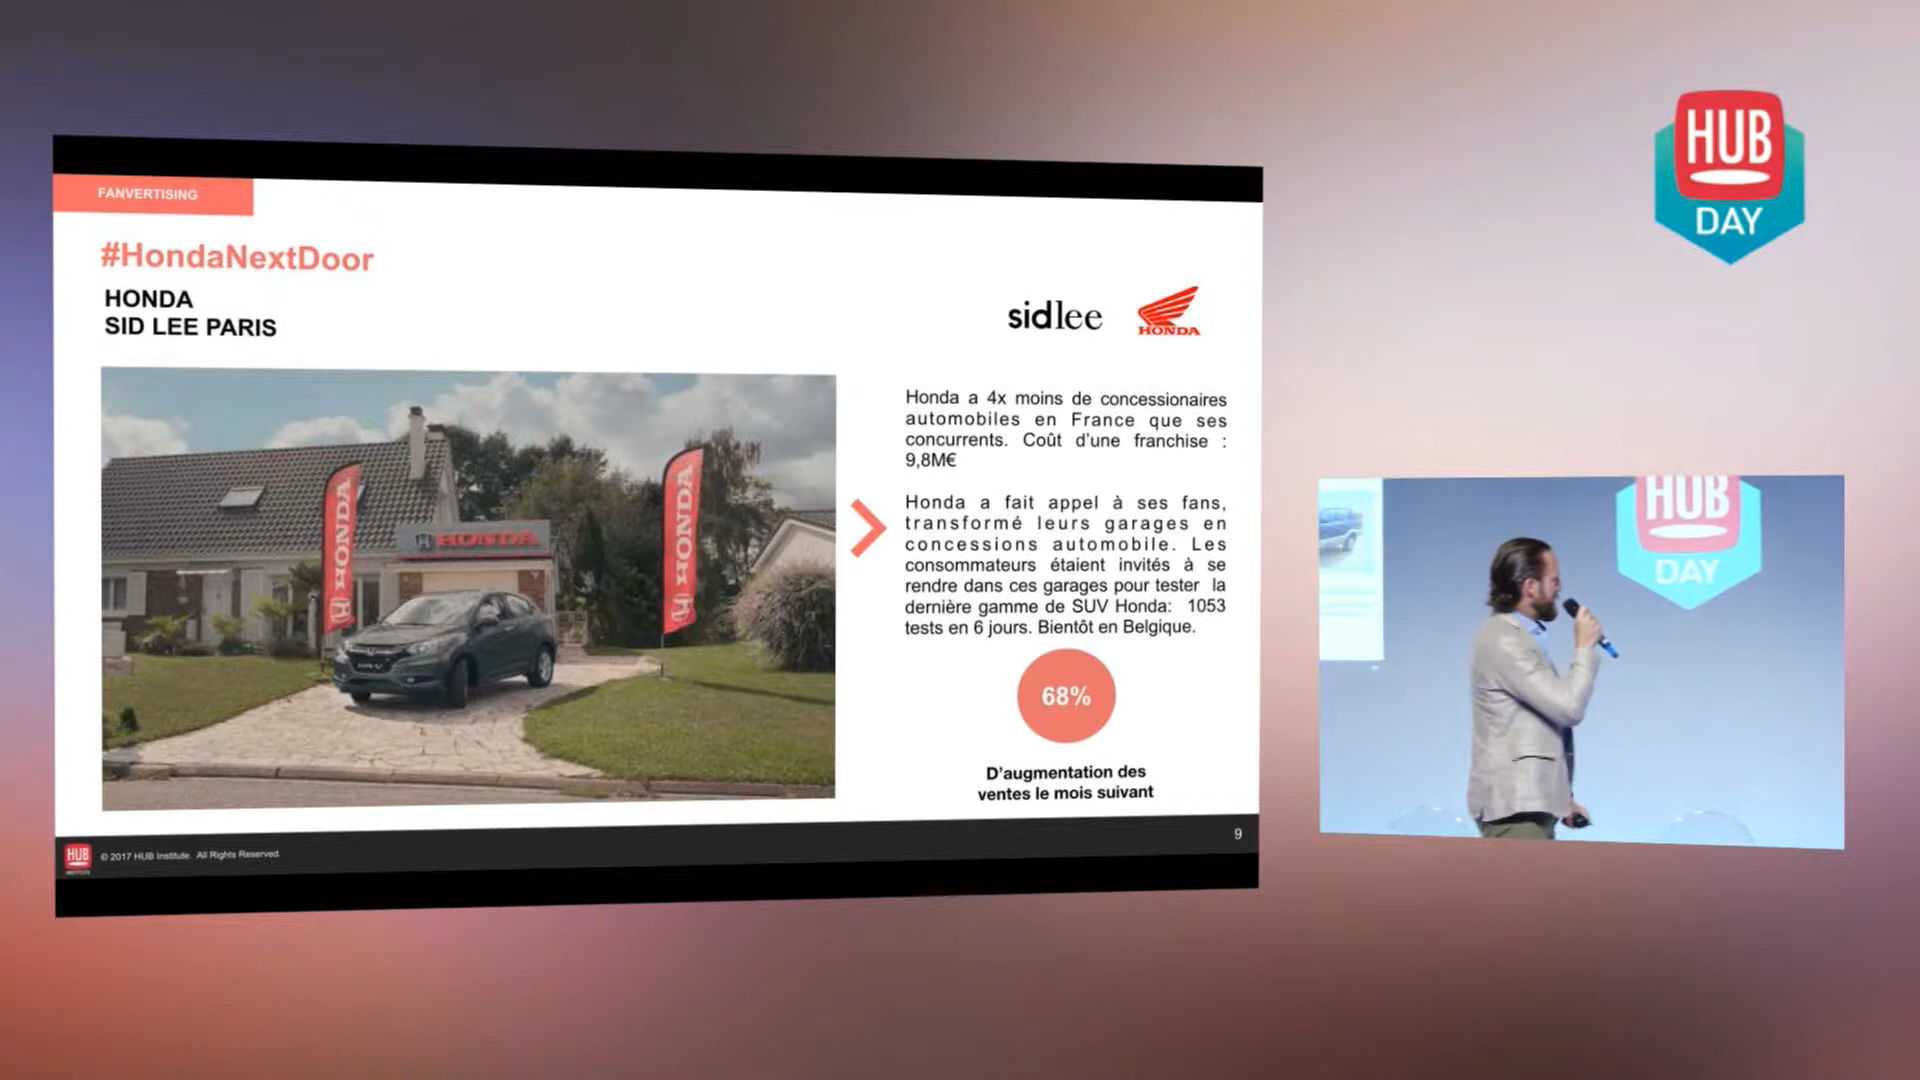 HUB
DAY
FANVERTISING
#HondaNextDoor
HONDA
SID LEE PARIS
sidlee
HONDA
HONDA
HONDA
HONDA
Honda a 4x moins de concessionaires
automobiles en France que ses
concurrents. Coût d'une franchise :
9,8M€
Honda a fait appel à ses fans,
transformé leurs garages en
concessions automobile. Les
consommateurs étaient invités à se
rendre dans ces garages pour tester la
dernière gamme de SUV Honda: 1053
tests en 6 jours. Bientôt en Belgique.
68%
D'augmentation des
ventes le mois suivant
HUB
© 2017 HUB Institute. All Rights Reserved.
9
HUB
DAY